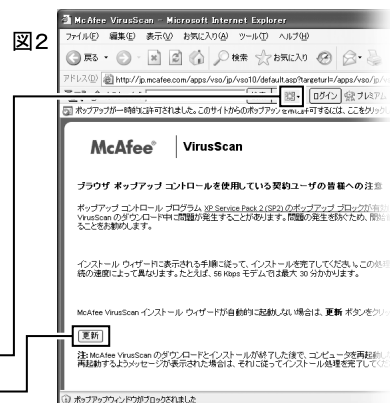 図2
McAfee VirusScan - Microsoft Internet Explorer
ファイル(F) 編集(E) 表示(V) お気に入り(A) ツール(T) ヘルプ(H)
戻る 検索 お気に入り
アドレス(D) http://jp.mcafee.com/apps/vso/jp/vso10/default.asp?targeturl=/apps/vso/jp/v
ログイン プレミアム
ポップアップが一時的に許可されました。このサイトからのポップアップを常に許可するには、ここをクリック
McAfee® VirusScan
ブラウザ ポップアップ コントロールを使用している契約ユーザの皆様への注意
ポップアップ コントロール プログラム XP Service Pack 2 (SP2) のポップアップ ブロックが有効
VirusScan のダウンロード中に問題が発生することがあります。問題の発生を防ぐため、開始
ることをお勧めします。
インストール ウィザードに表示される手順に従って、インストールを完了してください。この処理
続の速度によって異なります。たとえば、56 Kbps モデムでは最大 30 分かかります。
McAfee VirusScan インストール ウィザードが自動的に起動しない場合は、更新 ボタンをクリッ
更新
注: McAfee VirusScan のダウンロードとインストールが終了した後で、コンピュータを再起動し
再起動するようメッセージが表示された場合は、それに従ってインストール処理を完了してくだ
ポップアップウィンドウがブロックされました